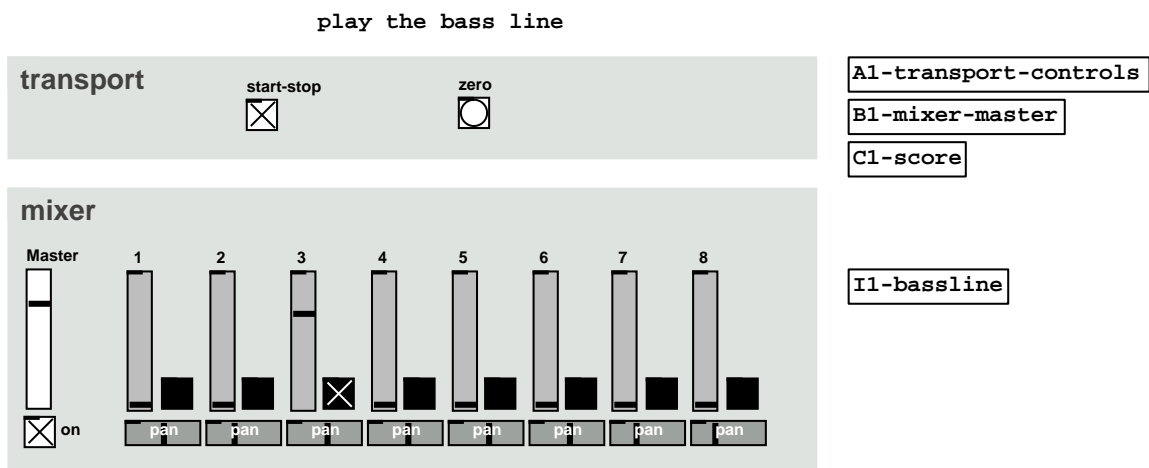 play the bass line
transport
start-stop
zero
A1-transport-controls
B1-mixer-master
C1-score
mixer
Master
1 2 3 4 5 6 7 8
I1-bassline
on
pan pan pan pan pan pan pan pan